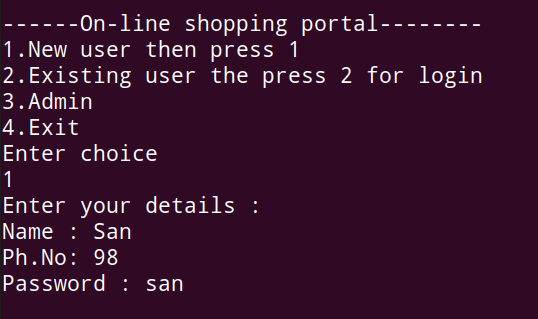 ------On-line shopping portal--------
1.New user then press 1
2.Existing user the press 2 for login
3.Admin
4.Exit
Enter choice
1
Enter your details :
Name : San
Ph.No: 98
Password : san